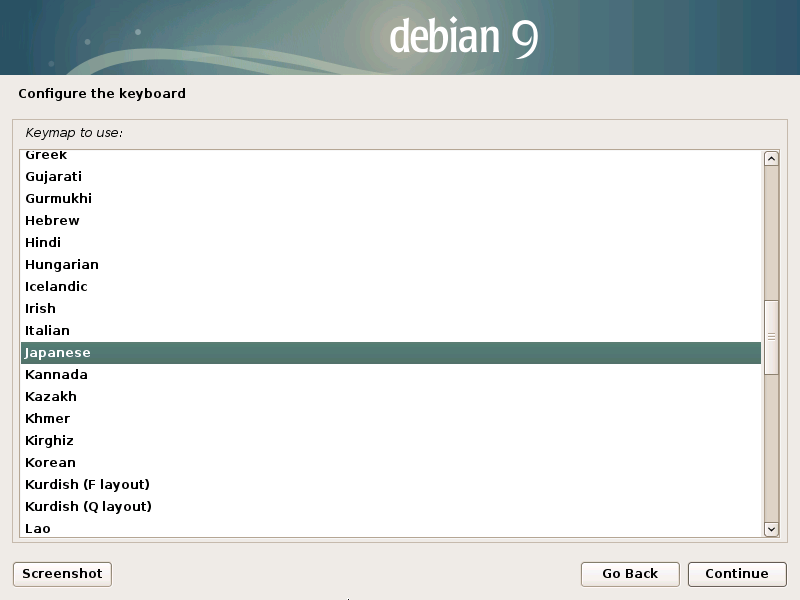 debian 9
Configure the keyboard
Keymap to use:
Greek
Gujarati
Gurmukhi
Hebrew
Hindi
Hungarian
Icelandic
Irish
Italian
Japanese
Kannada
Kazakh
Khmer
Kirghiz
Korean
Kurdish (F layout)
Kurdish (Q layout)
Lao
Screenshot Go Back Continue